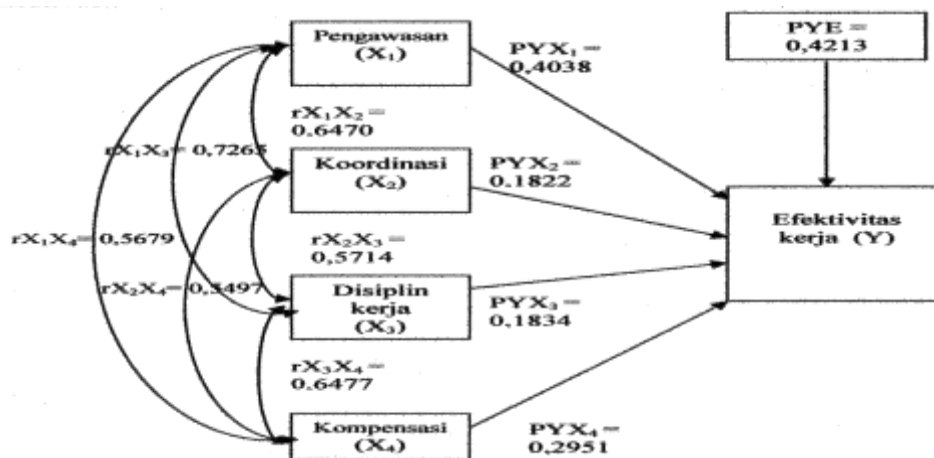 Pengawasan
(X₁)
PYX₁ =
0,4038
PYE =
0,4213
rX₁X₂ =
0.6470
rX₁X₃ = 0,7265
Koordinasi
(X₂)
PYX₂ =
0.1822
Efektivitas
kerja (Y)
rX₁X₄ = 0,5679
rX₂X₃ =
0,5714
rX₂X₄ =
Disiplin
kerja
(X₃)
PYX₃ =
0.1834
rX₃X₄ =
0.6477
Kompensasi
(X₄)
PYX₄ =
0,2951